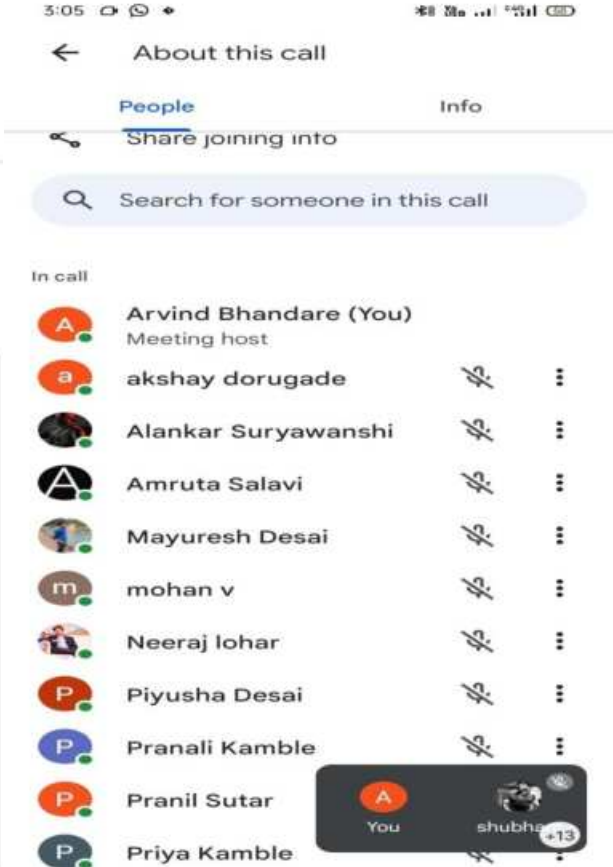 3:05
About this call
People Info
Share joining info
Search for someone in this call
In call
A Arvind Bhandare (You)
Meeting host
a akshay dorugade
Alankar Suryawanshi
A Amruta Salavi
Mayuresh Desai
m mohan v
Neeraj lohar
P Piyusha Desai
P Pranali Kamble
P Pranil Sutar
A
You shubha
+13
P Priya Kamble